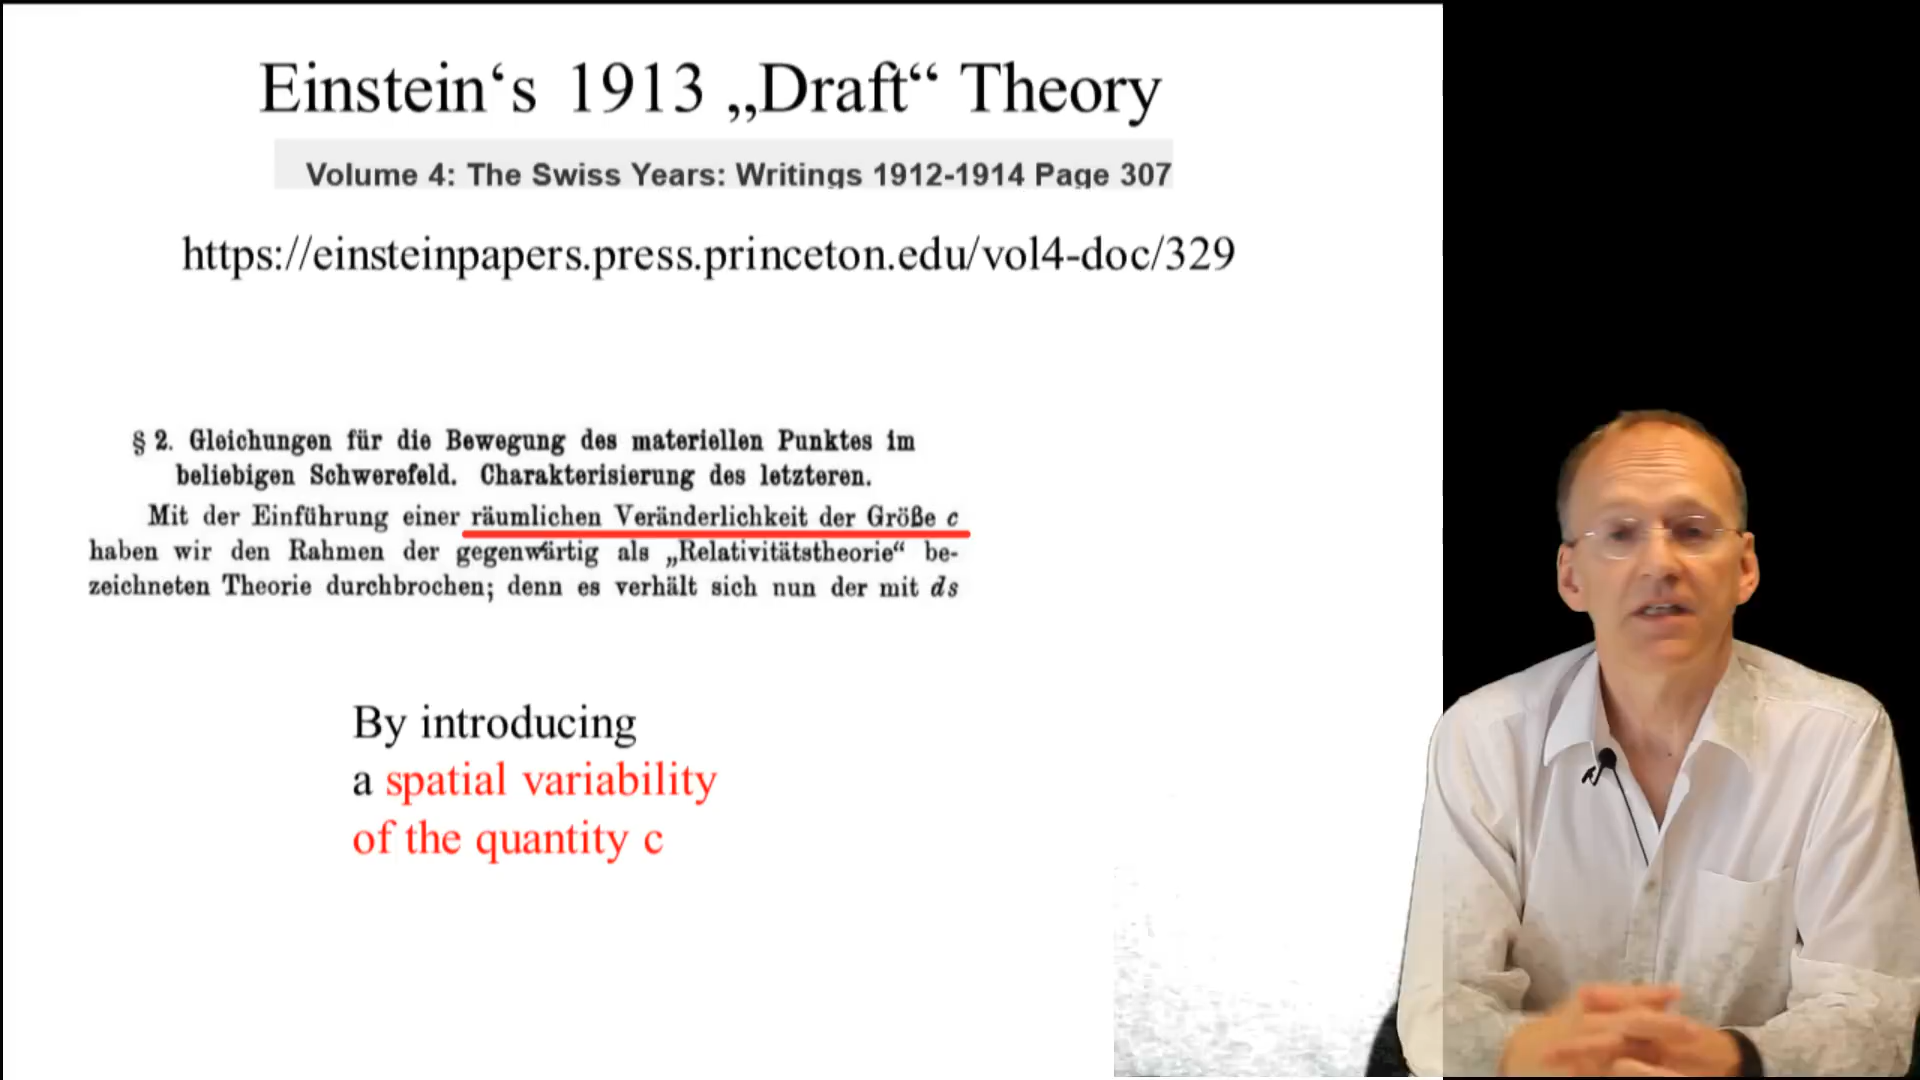 Einstein‘s 1913 „Draft“ Theory
Volume 4: The Swiss Years: Writings 1912-1914 Page 307
https://einsteinpapers.press.princeton.edu/vol4-doc/329
§ 2. Gleichungen für die Bewegung des materiellen Punktes im
beliebigen Schwerefeld. Charakterisierung des letzteren.
Mit der Einführung einer räumlichen Veränderlichkeit der Größe c
haben wir den Rahmen der gegenwärtig als „Relativitätstheorie“ be-
zeichneten Theorie durchbrochen; denn es verhält sich nun der mit ds
By introducing
a spatial variability
of the quantity c